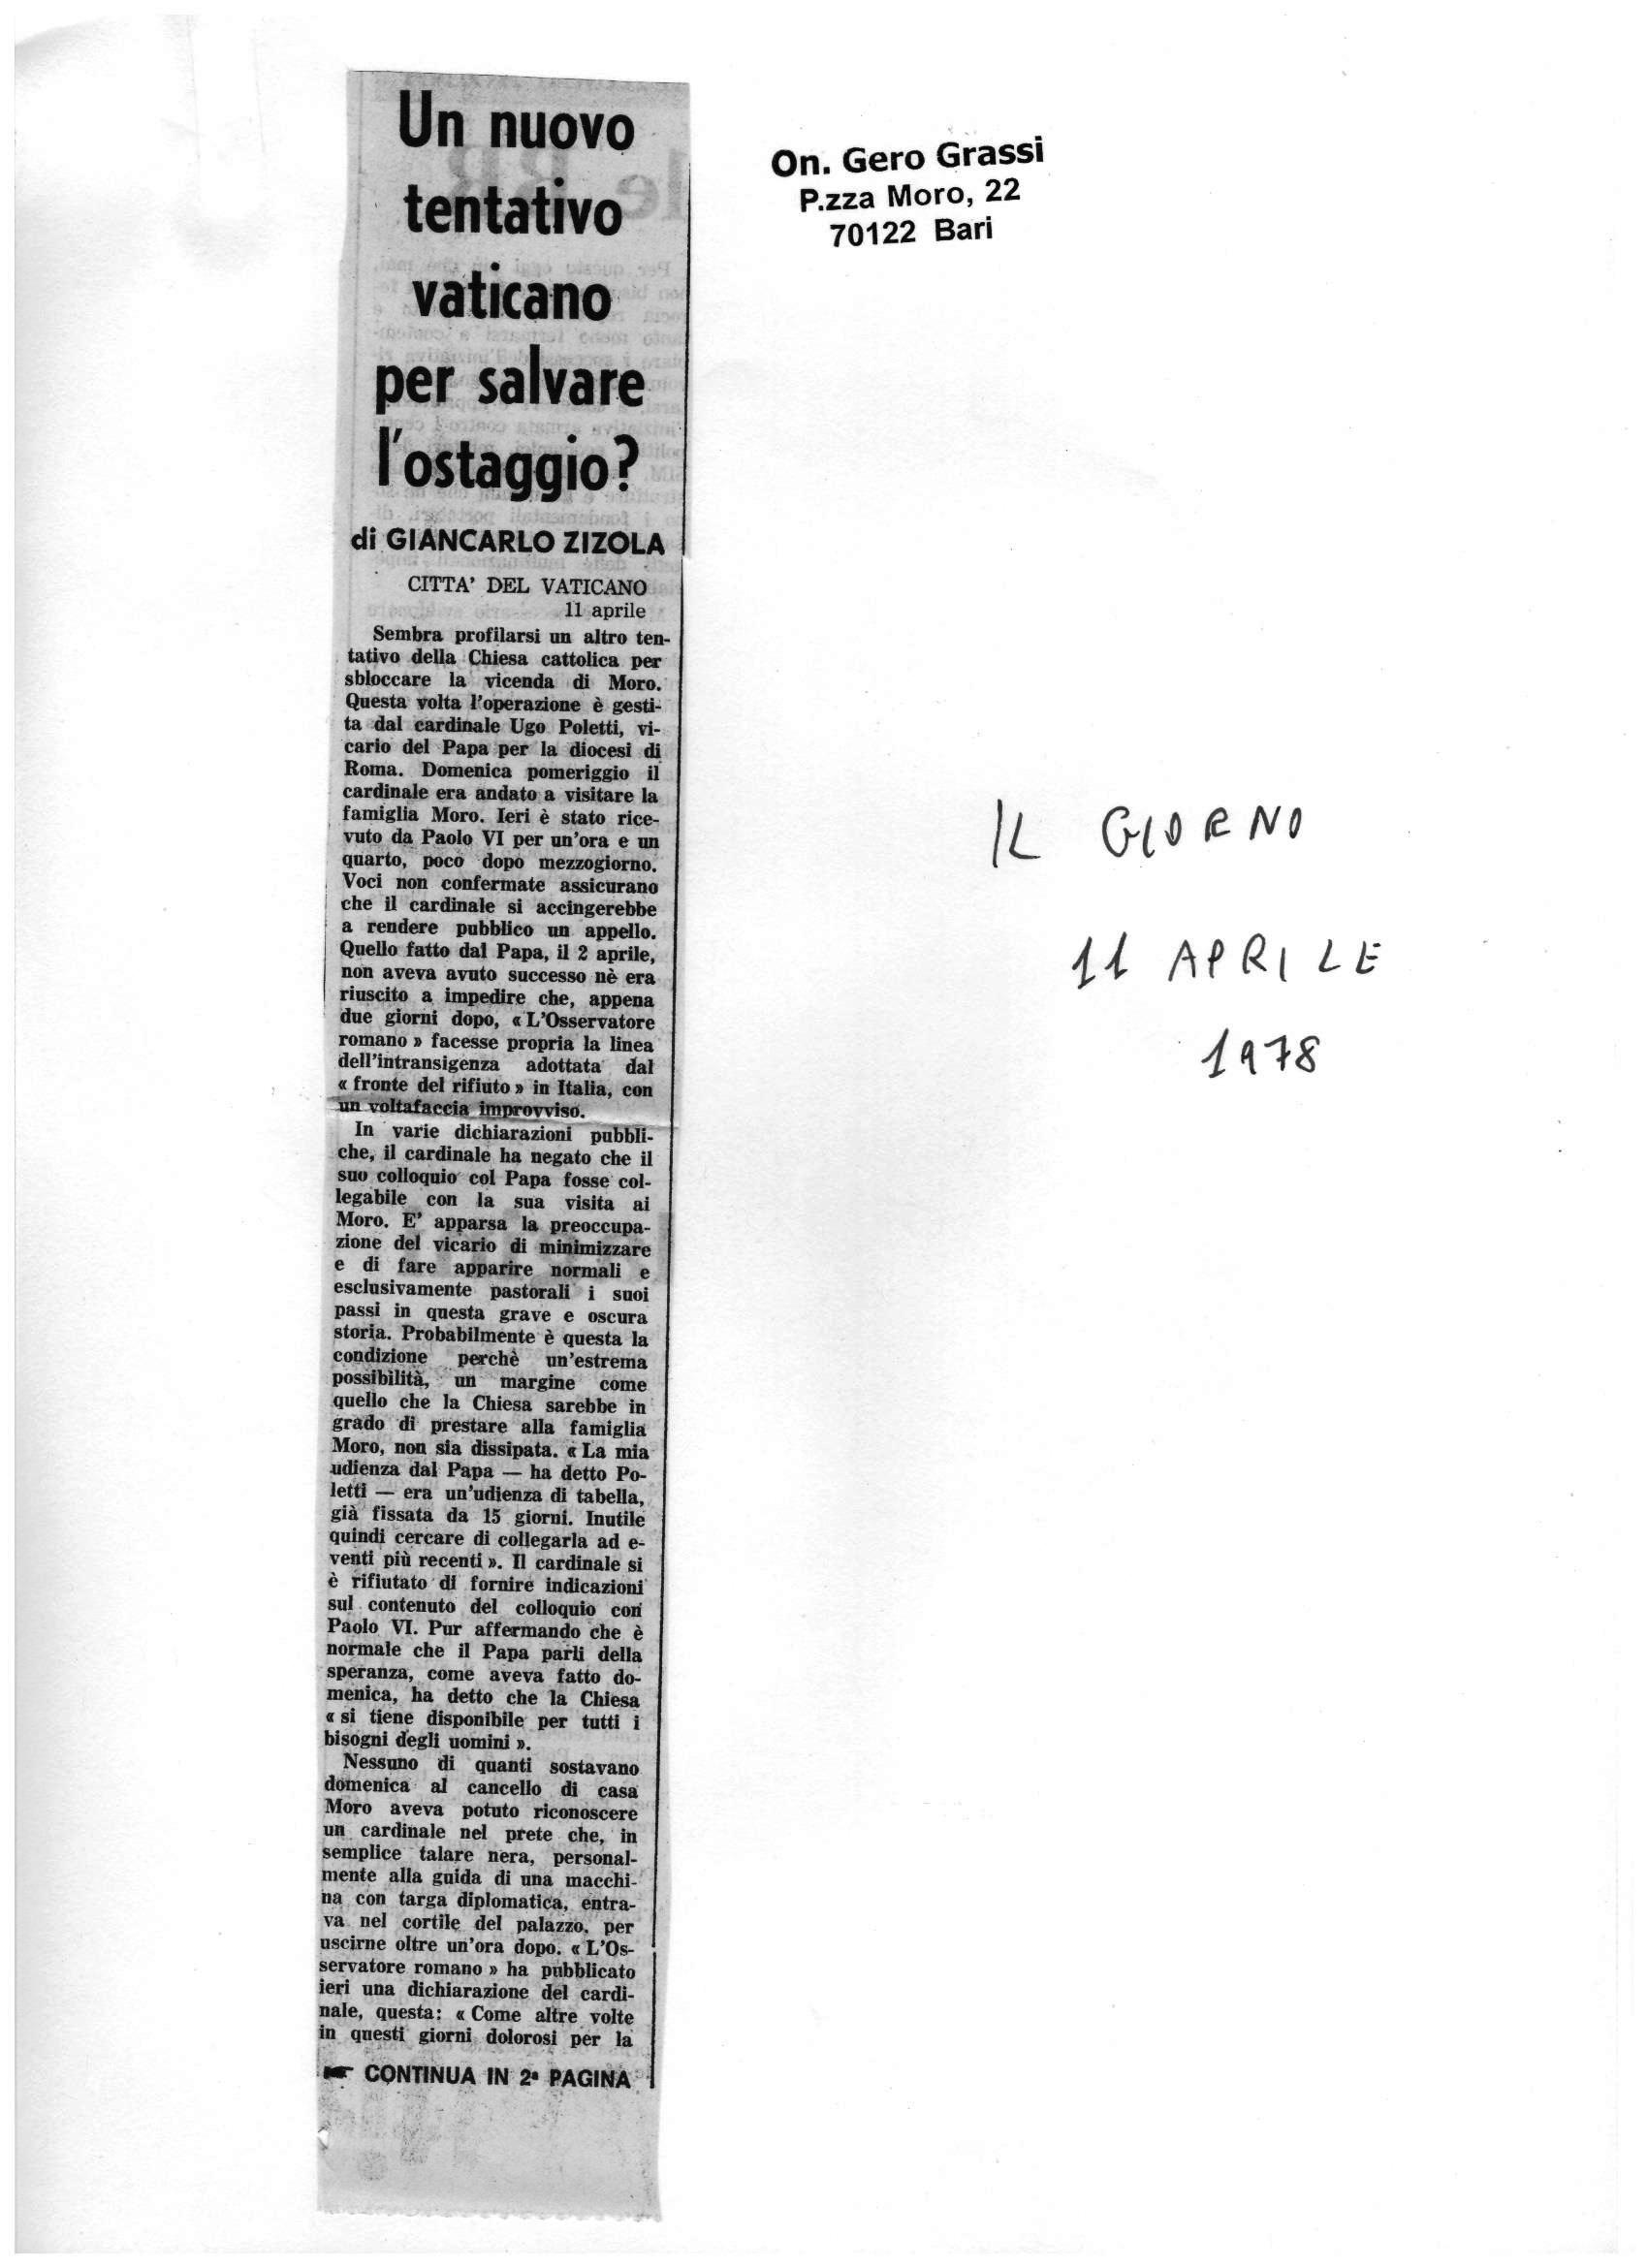 Un nuovo
tentativo
vaticano
per salvare
l'ostaggio?
di GIANCARLO ZIZOLA
CITTA' DEL VATICANO
11 aprile
Sembra profilarsi un altro ten-
tativo della Chiesa cattolica per
sbloccare la vicenda di Moro.
Questa volta l'operazione è gesti-
ta dal cardinale Ugo Poletti, vi-
cario del Papa per la diocesi di
Roma. Domenica pomeriggio il
cardinale era andato a visitare la
famiglia Moro. Ieri è stato rice-
vuto da Paolo VI per un'ora e un
quarto, poco dopo mezzogiorno.
Voci non confermate assicurano
che il cardinale si accingerebbe
a rendere pubblico un appello.
Quello fatto dal Papa, il 2 aprile,
non aveva avuto successo nè era
riuscito a impedire che, appena
due giorni dopo, « L'Osservatore
romano » facesse propria la linea
dell'intransigenza adottata dal
« fronte del rifiuto » in Italia, con
un voltafaccia improvviso.
In varie dichiarazioni pubbli-
che, il cardinale ha negato che il
suo colloquio col Papa fosse col-
legabile con la sua visita ai
Moro. E' apparsa la preoccupa-
zione del vicario di minimizzare
e di fare apparire normali e
esclusivamente pastorali i suoi
passi in questa grave e oscura
storia. Probabilmente è questa la
condizione perchè un'estrema
possibilità, un margine come
quello che la Chiesa sarebbe in
grado di prestare alla famiglia
Moro, non sia dissipata. « La mia
udienza dal Papa — ha detto Po-
letti — era un'udienza di tabella,
già fissata da 15 giorni. Inutile
quindi cercare di collegarla ad e-
venti più recenti ». Il cardinale si
è rifiutato di fornire indicazioni
sul contenuto del colloquio con
Paolo VI. Pur affermando che è
normale che il Papa parli della
speranza, come aveva fatto do-
menica, ha detto che la Chiesa
« si tiene disponibile per tutti i
bisogni degli uomini ».
Nessuno di quanti sostavano
domenica al cancello di casa
Moro aveva potuto riconoscere
un cardinale nel prete che, in
semplice talare nera, personal-
mente alla guida di una macchi-
na con targa diplomatica, entra-
va nel cortile del palazzo, per
uscirne oltre un'ora dopo. « L'Os-
servatore romano » ha pubblicato
ieri una dichiarazione del cardi-
nale, questa: « Come altre volte
in questi giorni dolorosi per la
☛ CONTINUA IN 2ª PAGINA
On. Gero Grassi
P.zza Moro, 22
70122 Bari
IL GIORNO
11 APRILE
1978